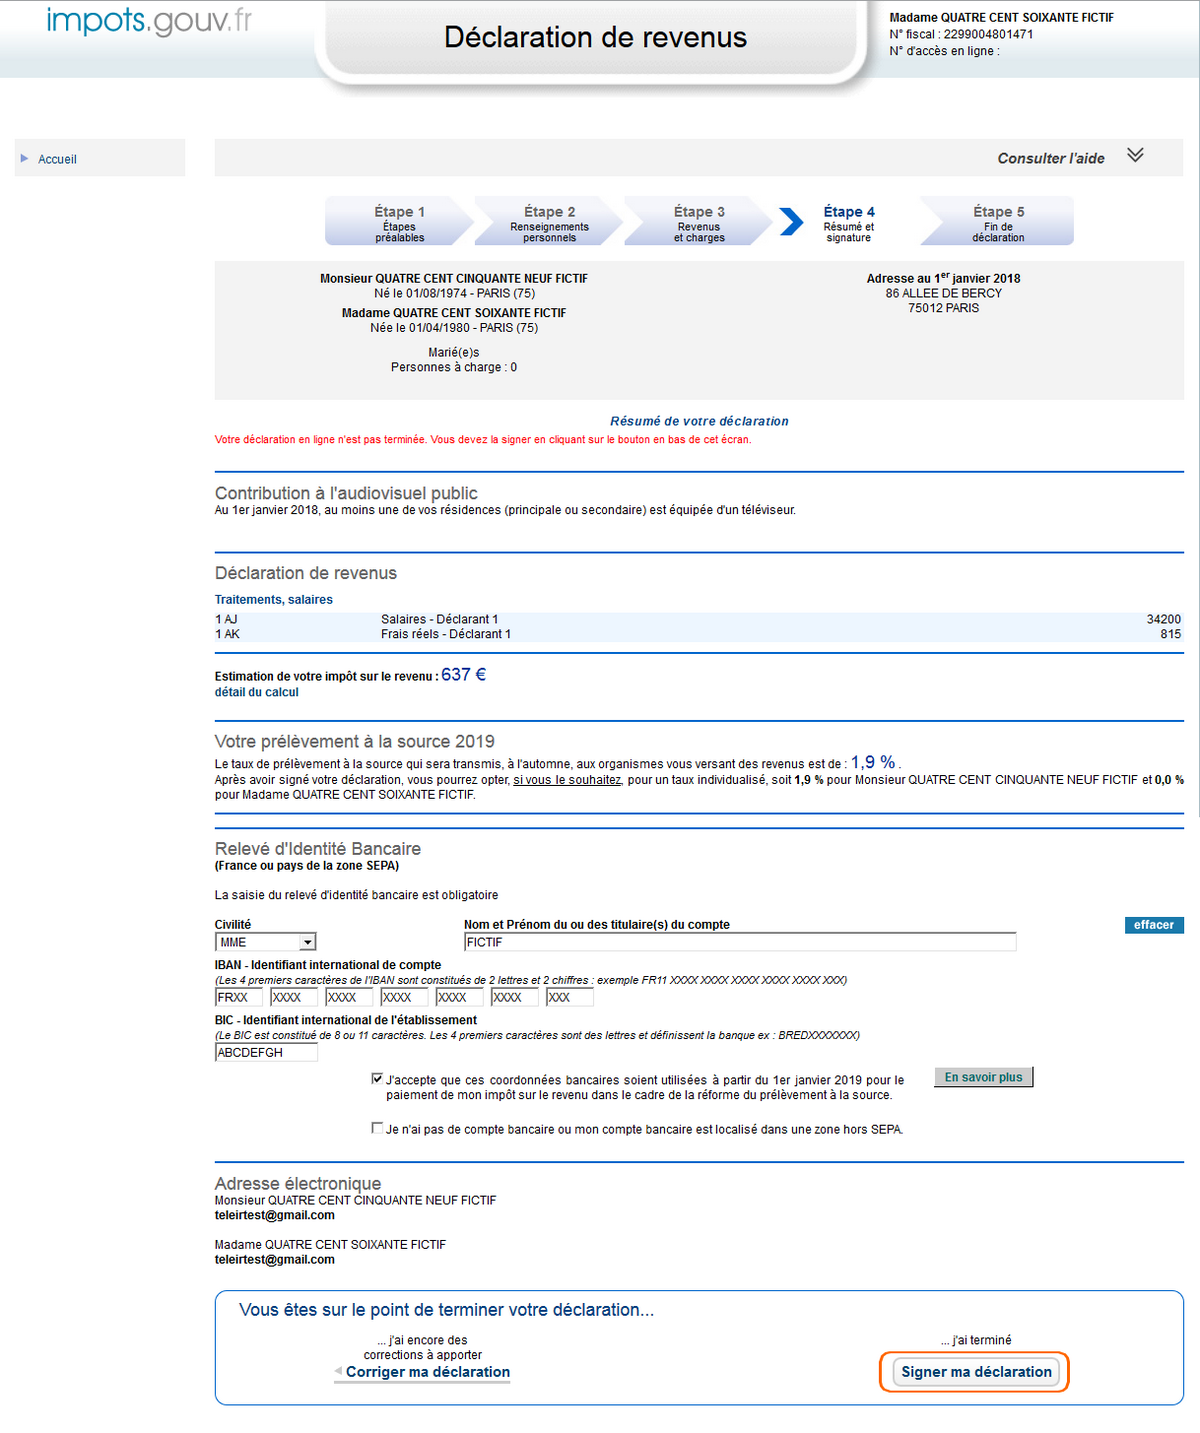 impots.gouv.fr
Déclaration de revenus
Madame QUATRE CENT SOIXANTE FICTIF
N° fiscal : 2299004801471
N° d'accès en ligne :
Accueil
Consulter l'aide
Étape 1
Étapes
préalables
Étape 2
Renseignements
personnels
Étape 3
Revenus
et charges
Étape 4
Résumé et
signature
Étape 5
Fin de
déclaration
Monsieur QUATRE CENT CINQUANTE NEUF FICTIF
Né le 01/08/1974 - PARIS (75)
Madame QUATRE CENT SOIXANTE FICTIF
Née le 01/04/1980 - PARIS (75)
Marié(e)s
Personnes à charge : 0
Adresse au 1er janvier 2018
86 ALLEE DE BERCY
75012 PARIS
Résumé de votre déclaration
Votre déclaration en ligne n'est pas terminée. Vous devez la signer en cliquant sur le bouton en bas de cet écran.
Contribution à l'audiovisuel public
Au 1er janvier 2018, au moins une de vos résidences (principale ou secondaire) est équipée d'un téléviseur.
Déclaration de revenus
Traitements, salaires
1 AJ Salaires - Déclarant 1 34200
1 AK Frais réels - Déclarant 1 815
Estimation de votre impôt sur le revenu : 637 €
détail du calcul
Votre prélèvement à la source 2019
Le taux de prélèvement à la source qui sera transmis, à l'automne, aux organismes vous versant des revenus est de : 1,9 % .
Après avoir signé votre déclaration, vous pourrez opter, si vous le souhaitez, pour un taux individualisé, soit 1,9 % pour Monsieur QUATRE CENT CINQUANTE NEUF FICTIF et 0,0 %
pour Madame QUATRE CENT SOIXANTE FICTIF.
Relevé d'Identité Bancaire
(France ou pays de la zone SEPA)
La saisie du relevé d'identité bancaire est obligatoire
Civilité Nom et Prénom du ou des titulaire(s) du compte effacer
MME FICTIF
IBAN - Identifiant international de compte
(Les 4 premiers caractères de l'IBAN sont constitués de 2 lettres et 2 chiffres : exemple FR11 XXXX XXXX XXXX XXXX XXXX XXX)
FRXX XXXX XXXX XXXX XXXX XXXX XXX
BIC - Identifiant international de l'établissement
(Le BIC est constitué de 8 ou 11 caractères. Les 4 premiers caractères sont des lettres et définissent la banque ex : BREDXXXXXXX)
ABCDEFGH
J'accepte que ces coordonnées bancaires soient utilisées à partir du 1er janvier 2019 pour le
paiement de mon impôt sur le revenu dans le cadre de la réforme du prélèvement à la source.
En savoir plus
Je n'ai pas de compte bancaire ou mon compte bancaire est localisé dans une zone hors SEPA.
Adresse électronique
Monsieur QUATRE CENT CINQUANTE NEUF FICTIF
teleirtest@gmail.com
Madame QUATRE CENT SOIXANTE FICTIF
teleirtest@gmail.com
Vous êtes sur le point de terminer votre déclaration...
... j'ai encore des
corrections à apporter
Corriger ma déclaration
... j'ai terminé
Signer ma déclaration